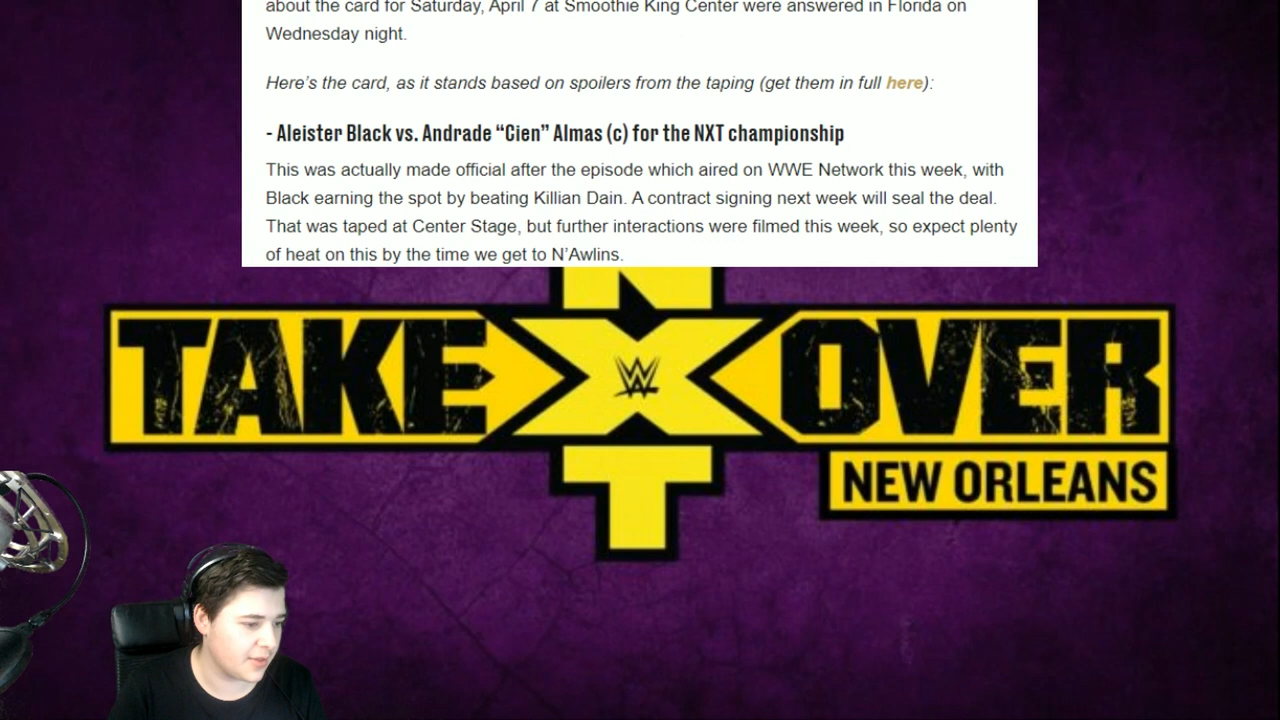 about the card for Saturday, April 7 at Smoothie King Center were answered in Florida on
Wednesday night.
Here’s the card, as it stands based on spoilers from the taping (get them in full here):
- Aleister Black vs. Andrade “Cien” Almas (c) for the NXT championship
This was actually made official after the episode which aired on WWE Network this week, with
Black earning the spot by beating Killian Dain. A contract signing next week will seal the deal.
That was taped at Center Stage, but further interactions were filmed this week, so expect plenty
of heat on this by the time we get to N’Awlins.
N
TAKE X OVER
W
T
NEW ORLEANS